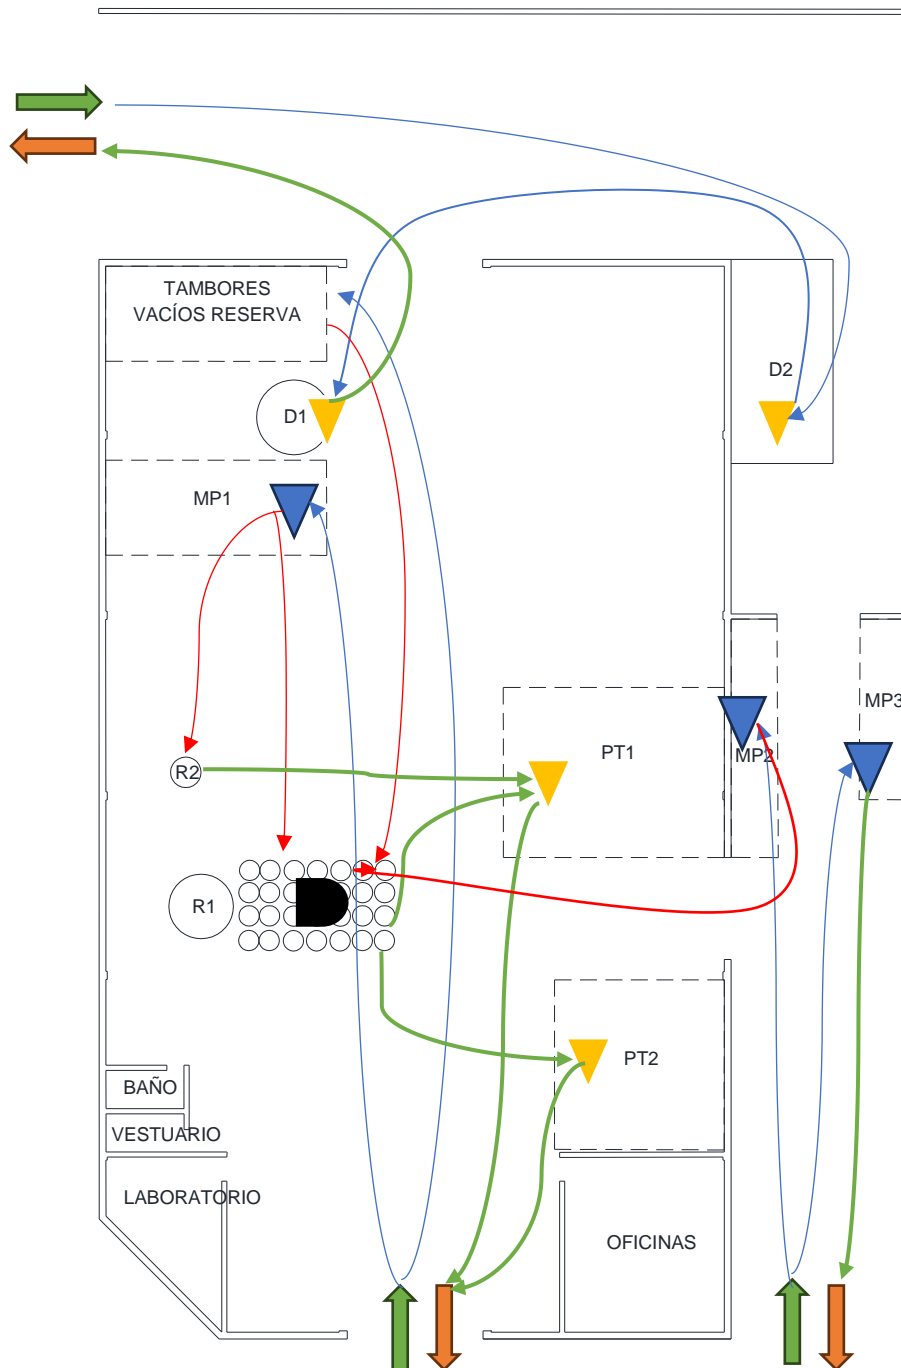 TAMBORES
VACÍOS RESERVA
D2
D1
MP1
MP3
PT1
MP2
R2
R1
PT2
BAÑO
VESTUARIO
LABORATORIO
OFICINAS